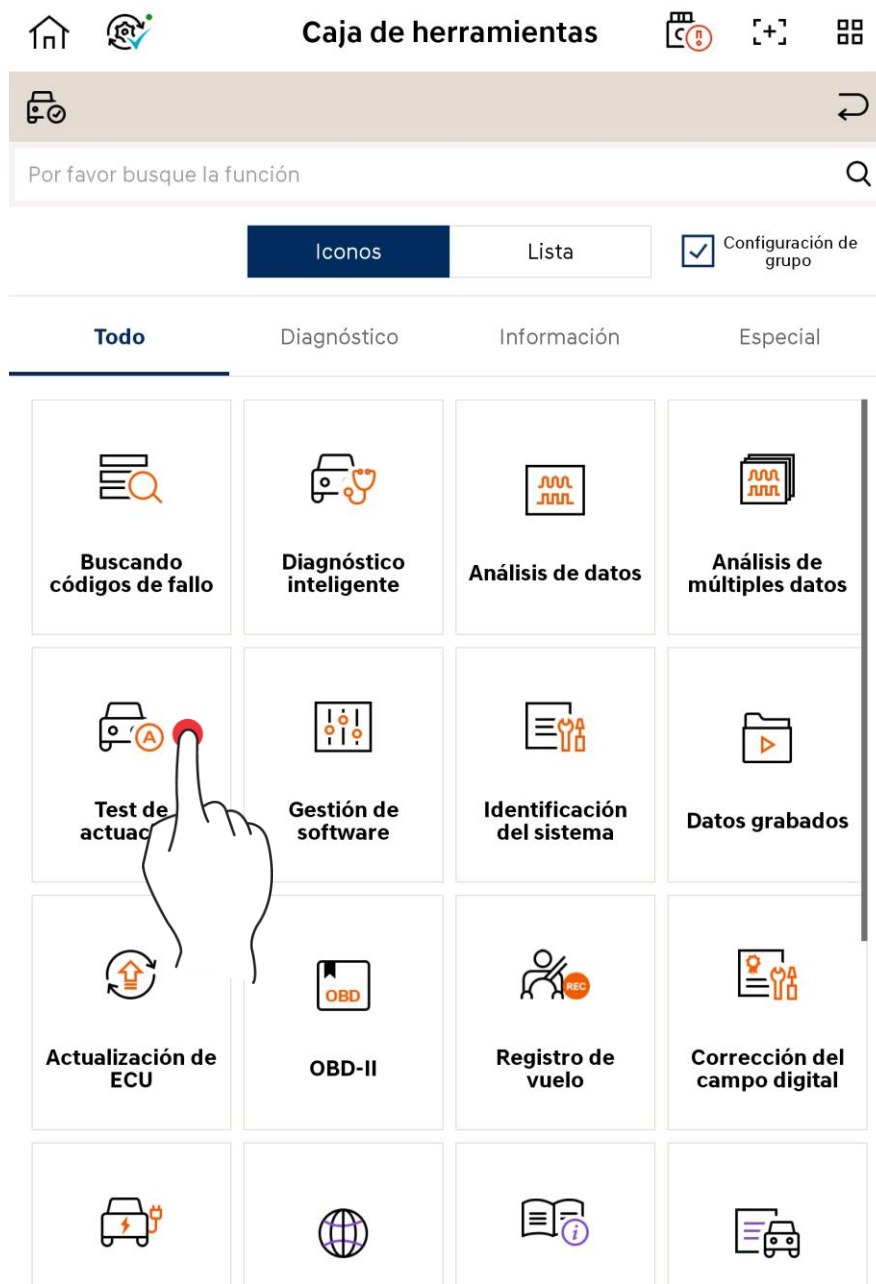 Caja de herramientas
Por favor busque la función
Iconos
Lista
Configuración de
grupo
Todo
Diagnóstico
Información
Especial
Buscando
códigos de fallo
Diagnóstico
inteligente
Análisis de datos
Análisis de
múltiples datos
A
Test de
actuac
Gestión de
software
Identificación
del sistema
Datos grabados
Actualización de
ECU
OBD
OBD-II
REC
Registro de
vuelo
Corrección del
campo digital
i